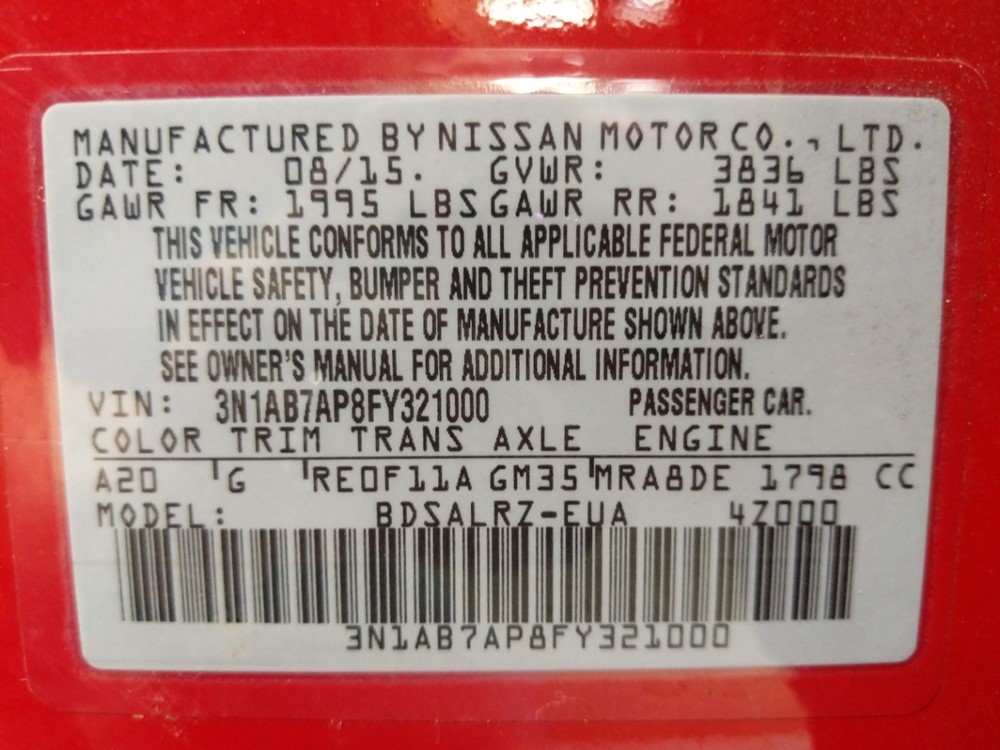 MANUFACTURED BY NISSAN MOTOR CO., LTD.
DATE: 08/15. GVWR: 3836 LBS
GAWR FR: 1995 LBS GAWR RR: 1841 LBS
THIS VEHICLE CONFORMS TO ALL APPLICABLE FEDERAL MOTOR
VEHICLE SAFETY, BUMPER AND THEFT PREVENTION STANDARDS
IN EFFECT ON THE DATE OF MANUFACTURE SHOWN ABOVE.
SEE OWNER'S MANUAL FOR ADDITIONAL INFORMATION.
VIN: 3N1AB7AP8FY321000 PASSENGER CAR.
COLOR TRIM TRANS AXLE ENGINE
A20 G RE0F11A GM35 MRA8DE 1798 CC
MODEL: BDSALRZ-EUA 4Z000
3N1AB7AP8FY321000